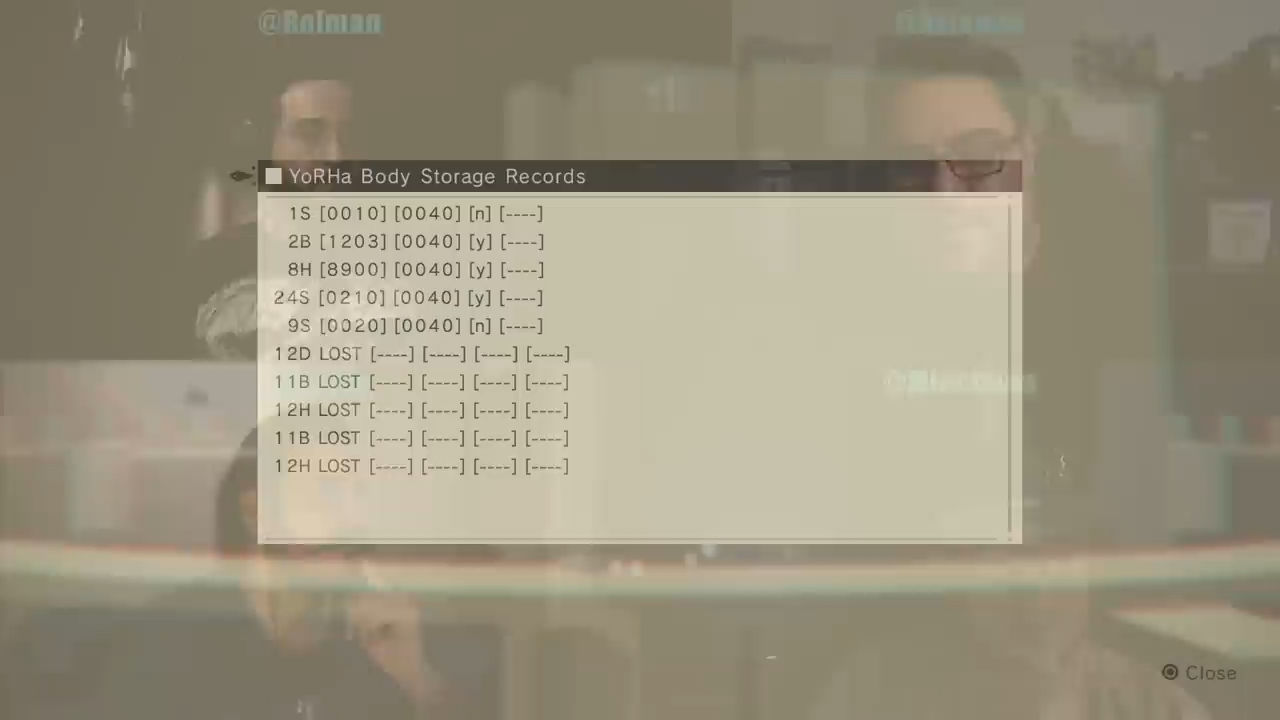 @Rolman
YoRHa Body Storage Records
1S [0010] [0040] [n] [----]
2B [1203] [0040] [y] [----]
8H [8900] [0040] [y] [----]
24S [0210] [0040] [y] [----]
9S [0020] [0040] [n] [----]
12D LOST [----] [----] [----] [----]
11B LOST [----] [----] [----] [----]
12H LOST [----] [----] [----] [----]
11B LOST [----] [----] [----] [----]
12H LOST [----] [----] [----] [----]
Close